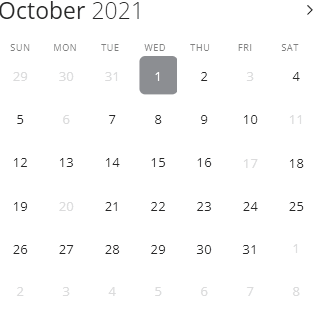 October 2021
SUN MON TUE WED THU FRI SAT
29 30 31 1 2 3 4
5 6 7 8 9 10 11
12 13 14 15 16 17 18
19 20 21 22 23 24 25
26 27 28 29 30 31 1
2 3 4 5 6 7 8